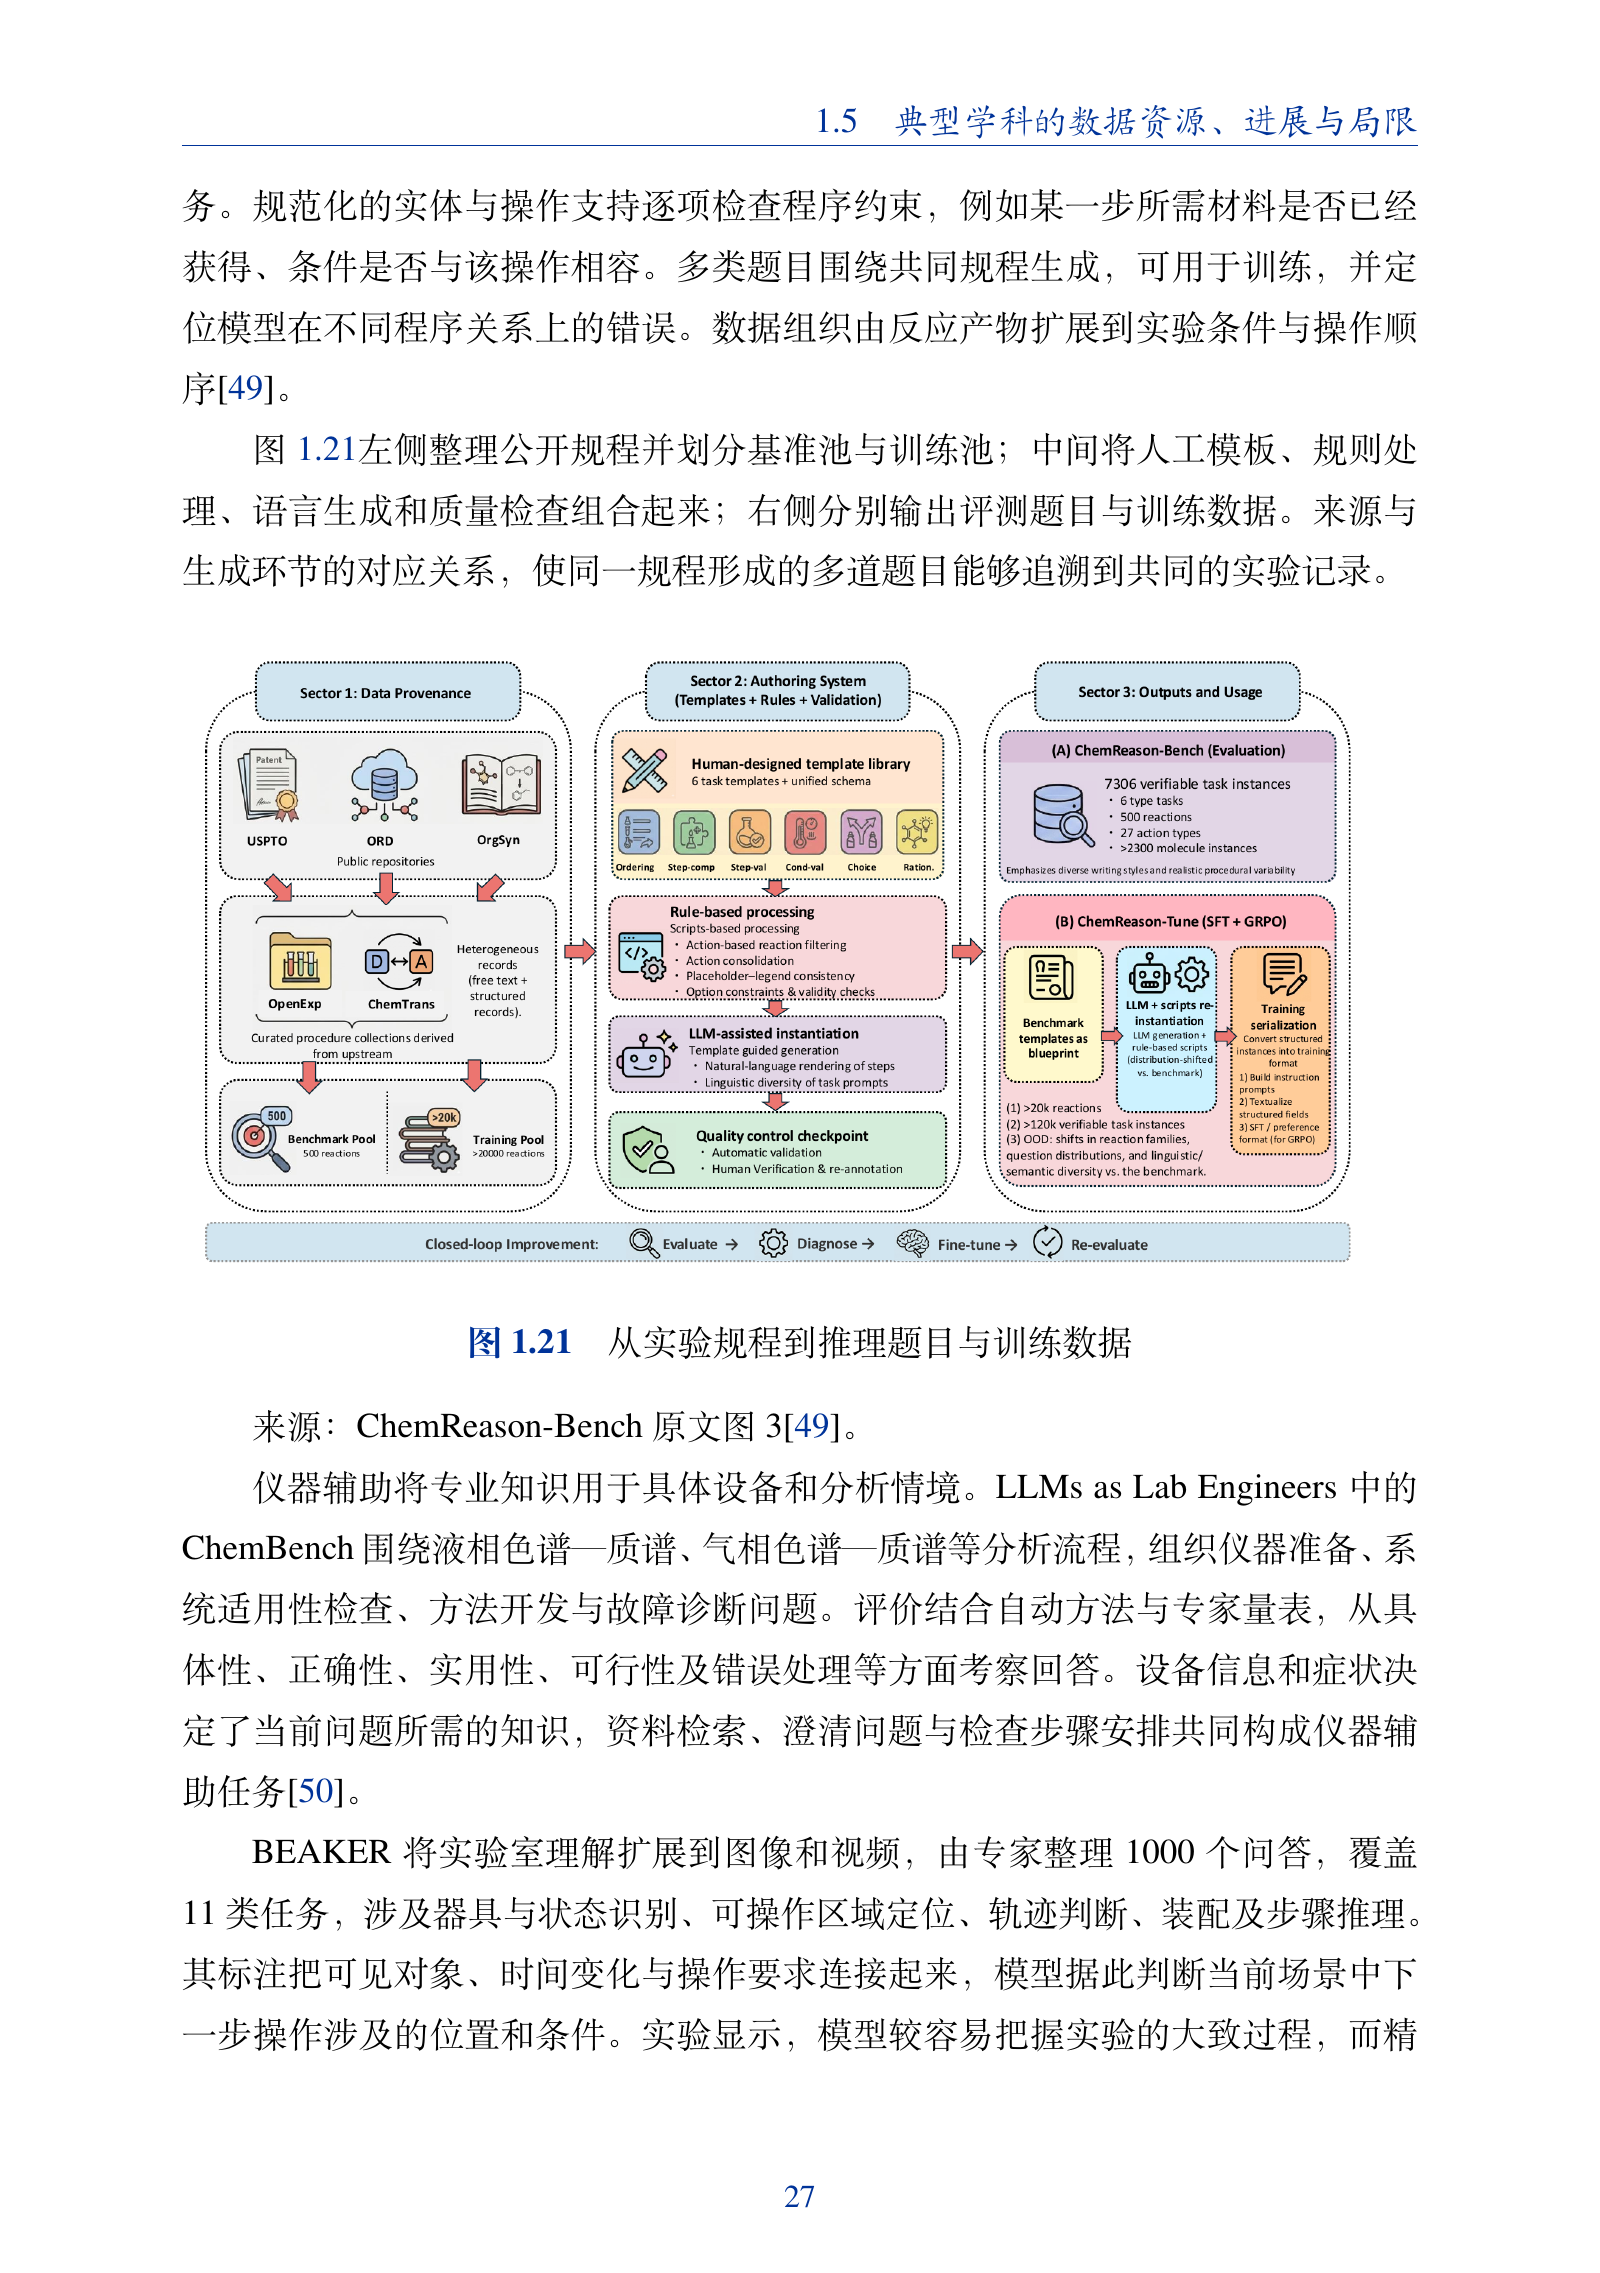 1.5 典型学科的数据资源、进展与局限
务。规范化的实体与操作支持逐项检查程序约束，例如某一步所需材料是否已经
获得、条件是否与该操作相容。多类题目围绕共同规程生成，可用于训练，并定
位模型在不同程序关系上的错误。数据组织由反应产物扩展到实验条件与操作顺
序[49]。
图 1.21左侧整理公开规程并划分基准池与训练池；中间将人工模板、规则处
理、语言生成和质量检查组合起来；右侧分别输出评测题目与训练数据。来源与
生成环节的对应关系，使同一规程形成的多道题目能够追溯到共同的实验记录。
Sector 1: Data Provenance
Patent
USPTO
ORD
OrgSyn
Public repositories
D
A
OpenExp
ChemTrans
Heterogeneous
records
(free text +
structured
records).
Curated procedure collections derived
from upstream
500
Benchmark Pool
500 reactions
>20k
Training Pool
>20000 reactions
Sector 2: Authoring System
(Templates + Rules + Validation)
Human-designed template library
6 task templates + unified schema
Ordering
Step-comp
Step-val
Cond-val
Choice
Ration.
Rule-based processing
Scripts-based processing
• Action-based reaction filtering
• Action consolidation
• Placeholder–legend consistency
• Option constraints & validity checks
LLM-assisted instantiation
Template guided generation
• Natural-language rendering of steps
• Linguistic diversity of task prompts
Quality control checkpoint
• Automatic validation
• Human Verification & re-annotation
Sector 3: Outputs and Usage
(A) ChemReason-Bench (Evaluation)
7306 verifiable task instances
• 6 type tasks
• 500 reactions
• 27 action types
• >2300 molecule instances
Emphasizes diverse writing styles and realistic procedural variability
(B) ChemReason-Tune (SFT + GRPO)
Benchmark
templates as
blueprint
LLM + scripts re-
instantiation
LLM generation +
rule-based scripts
(distribution-shifted
vs. benchmark)
Training
serialization
Convert structured
instances into training
format
1) Build instruction
prompts
2) Textualize
structured fields
3) SFT / preference
format (for GRPO)
(1) >20k reactions
(2) >120k verifiable task instances
(3) OOD: shifts in reaction families,
question distributions, and linguistic/
semantic diversity vs. the benchmark.
Closed-loop Improvement: Evaluate → Diagnose → Fine-tune → Re-evaluate
图 1.21 从实验规程到推理题目与训练数据
来源：ChemReason-Bench 原文图 3[49]。
仪器辅助将专业知识用于具体设备和分析情境。LLMs as Lab Engineers 中的
ChemBench 围绕液相色谱—质谱、气相色谱—质谱等分析流程，组织仪器准备、系
统适用性检查、方法开发与故障诊断问题。评价结合自动方法与专家量表，从具
体性、正确性、实用性、可行性及错误处理等方面考察回答。设备信息和症状决
定了当前问题所需的知识，资料检索、澄清问题与检查步骤安排共同构成仪器辅
助任务[50]。
BEAKER 将实验室理解扩展到图像和视频，由专家整理 1000 个问答，覆盖
11 类任务，涉及器具与状态识别、可操作区域定位、轨迹判断、装配及步骤推理。
其标注把可见对象、时间变化与操作要求连接起来，模型据此判断当前场景中下
一步操作涉及的位置和条件。实验显示，模型较容易把握实验的大致过程，而精
27